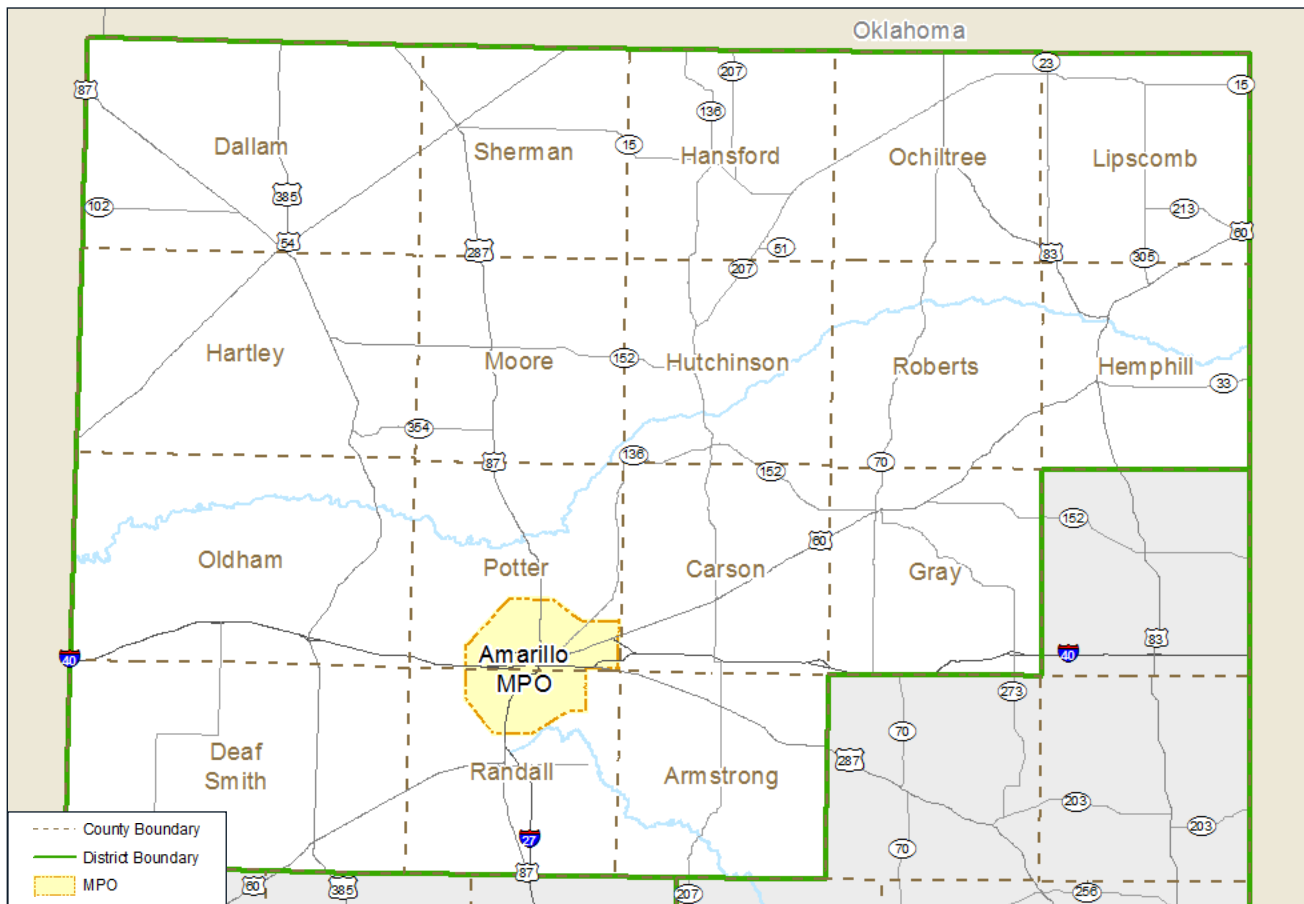 Oklahoma
23
207
15
87
136
Dallam
Sherman
15
Hansford
Ochiltree
Lipscomb
385
102
213
54
287
51
60
207
83
305
Hartley
Moore
152
Hutchinson
Roberts
Hemphill
33
354
87
136
152
70
152
Oldham
Potter
Carson
60
Gray
83
40
Amarillo
MPO
40
273
70
Deaf
Smith
Randall
Armstrong
287
203
203
27
70
County Boundary
District Boundary
MPO
60
385
87
207
256